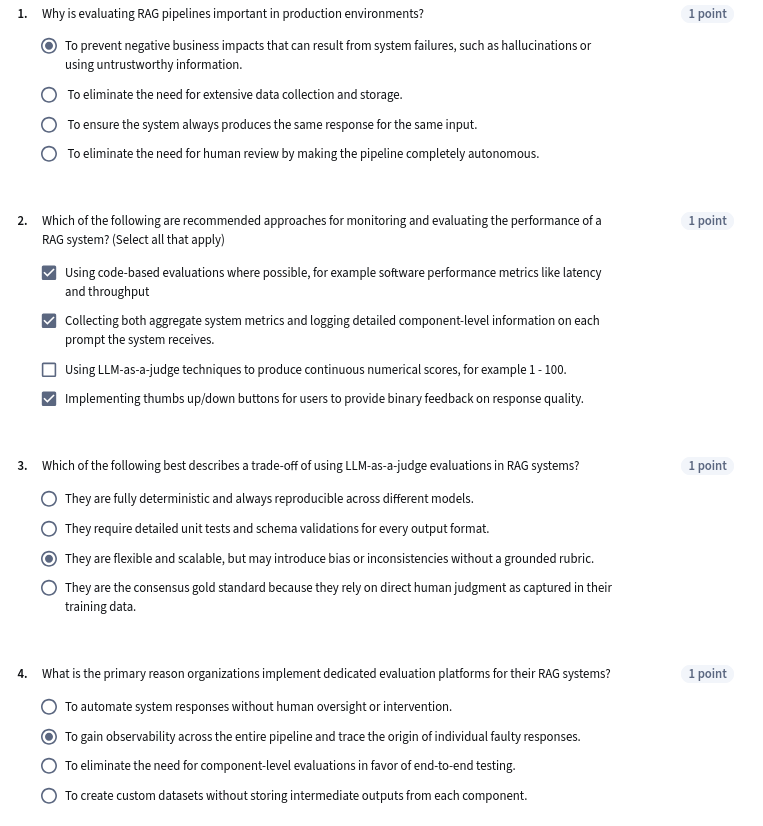 1. Why is evaluating RAG pipelines important in production environments? 1 point
To prevent negative business impacts that can result from system failures, such as hallucinations or
using untrustworthy information.
To eliminate the need for extensive data collection and storage.
To ensure the system always produces the same response for the same input.
To eliminate the need for human review by making the pipeline completely autonomous.
2. Which of the following are recommended approaches for monitoring and evaluating the performance of a 1 point
RAG system? (Select all that apply)
Using code-based evaluations where possible, for example software performance metrics like latency
and throughput
Collecting both aggregate system metrics and logging detailed component-level information on each
prompt the system receives.
Using LLM-as-a-judge techniques to produce continuous numerical scores, for example 1 - 100.
Implementing thumbs up/down buttons for users to provide binary feedback on response quality.
3. Which of the following best describes a trade-off of using LLM-as-a-judge evaluations in RAG systems? 1 point
They are fully deterministic and always reproducible across different models.
They require detailed unit tests and schema validations for every output format.
They are flexible and scalable, but may introduce bias or inconsistencies without a grounded rubric.
They are the consensus gold standard because they rely on direct human judgment as captured in their
training data.
4. What is the primary reason organizations implement dedicated evaluation platforms for their RAG systems? 1 point
To automate system responses without human oversight or intervention.
To gain observability across the entire pipeline and trace the origin of individual faulty responses.
To eliminate the need for component-level evaluations in favor of end-to-end testing.
To create custom datasets without storing intermediate outputs from each component.